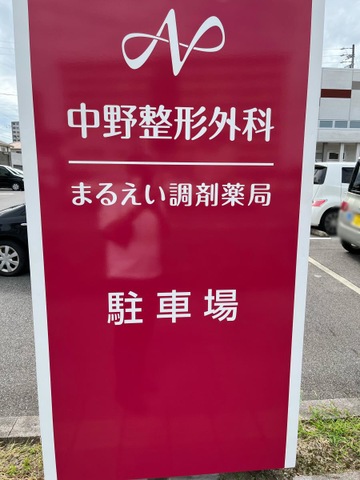 中野整形外科
まるえい調剤薬局
駐車場